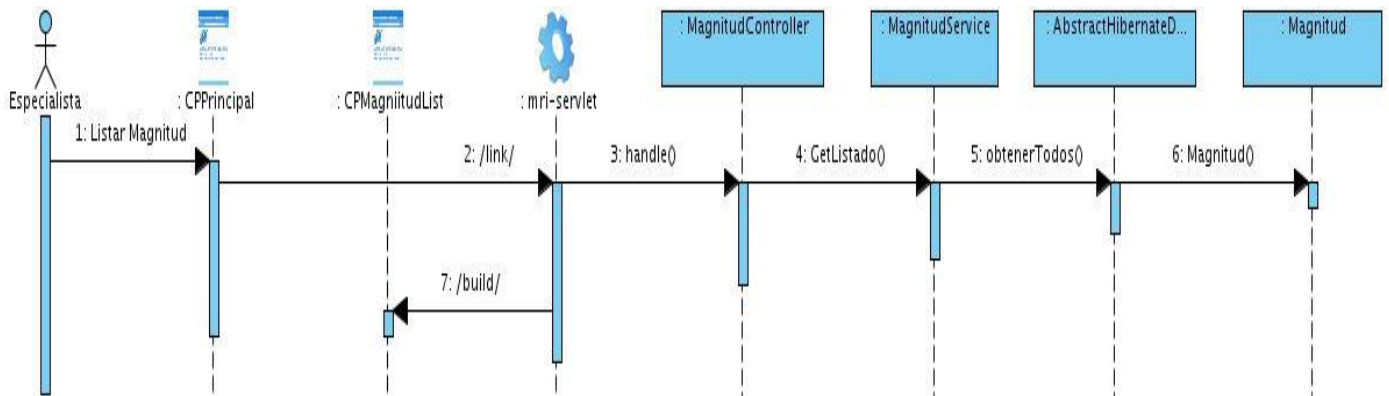 : MagnitudController
: MagnitudService
: AbstractHibernateD...
: Magnitud
Especialista
: CPPrincipal
: CPMagniitudList
: mri-servlet
1: Listar Magnitud
2: /link/
3: handle()
4: GetListado()
5: obtenerTodos()
6: Magnitud()
7: /build/